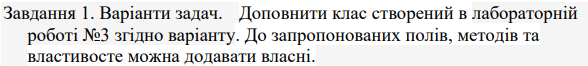 Завдання 1. Варіанти задач. Доповнити клас створений в лабораторній
роботі №3 згідно варіанту. До запропонованих полів, методів та
властивосте можна додавати власні.